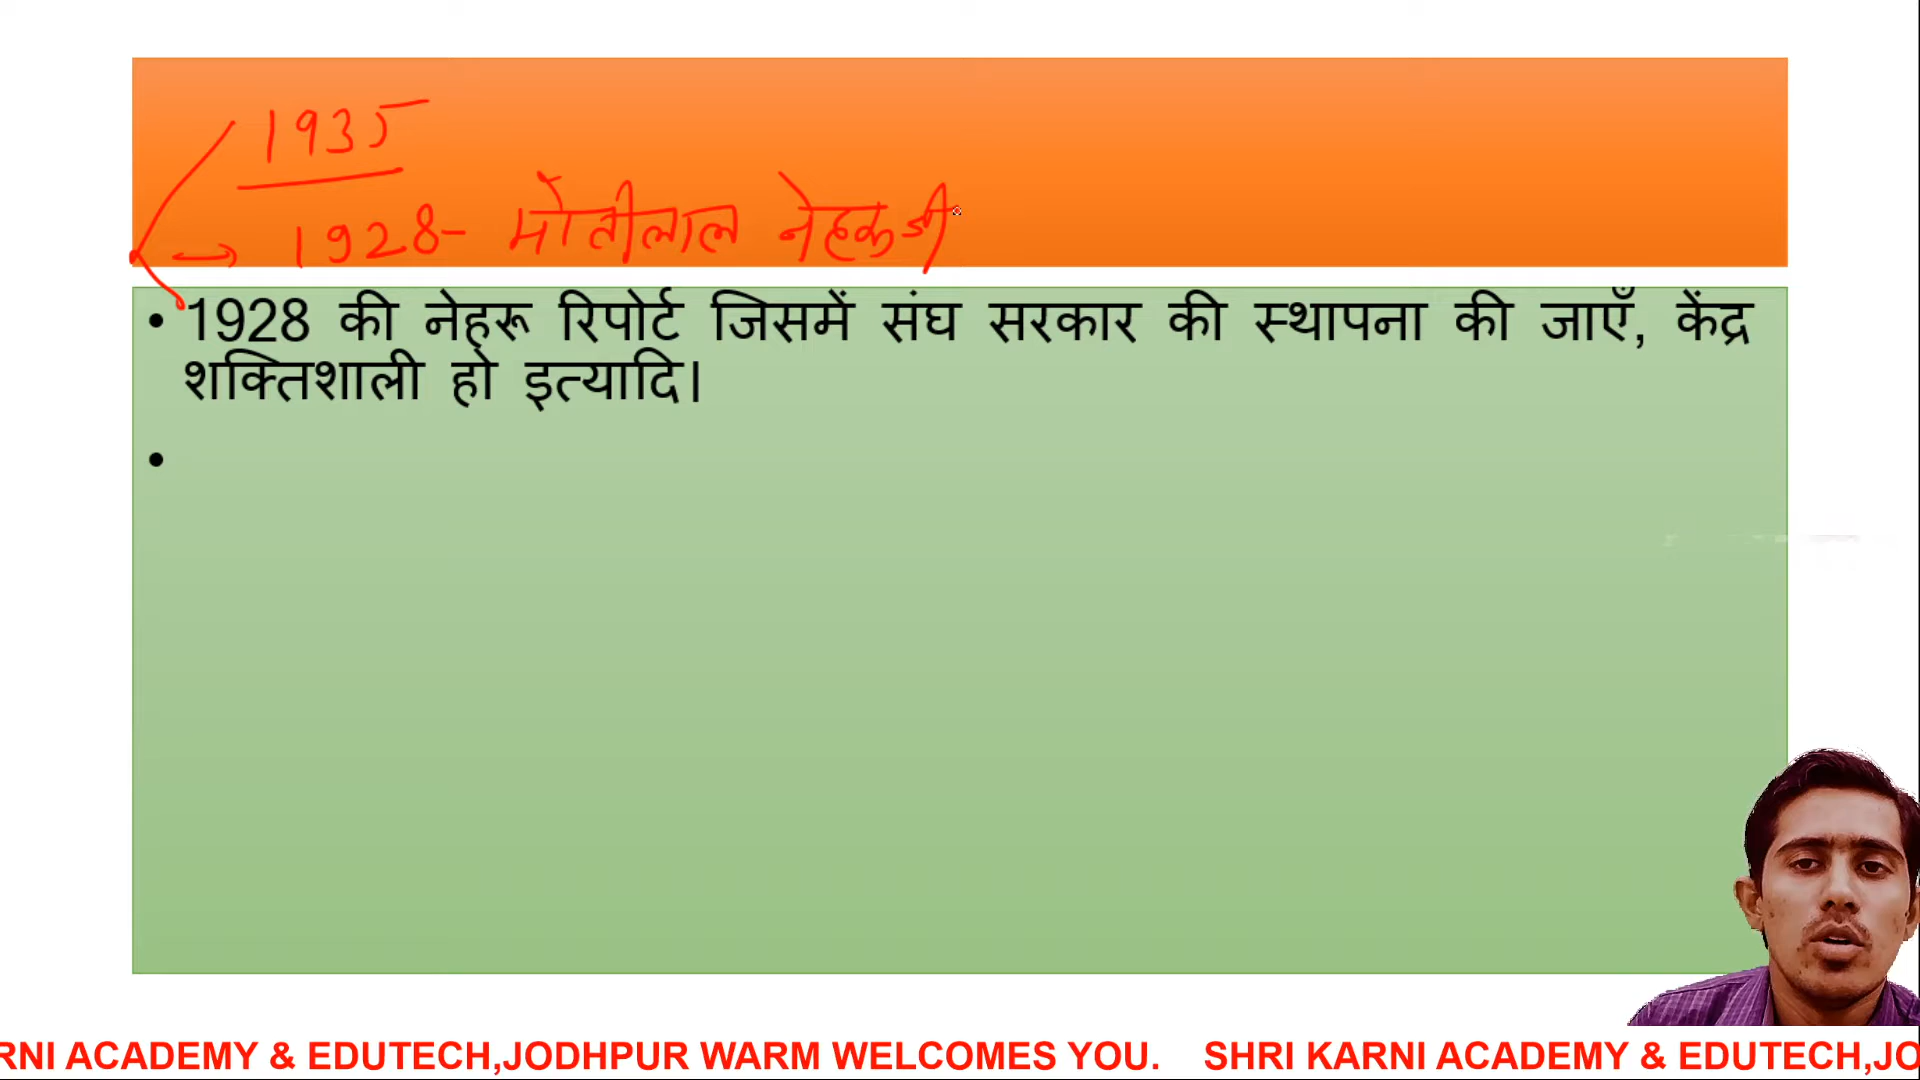 1935
1928- मोतीलाल नेहरू जी
• 1928 की नेहरू रिपोर्ट जिसमें संघ सरकार की स्थापना की जाएँ, केंद्र
शक्तिशाली हो इत्यादि।
•
RNI ACADEMY & EDUTECH,JODHPUR WARM WELCOMES YOU. SHRI KARNI ACADEMY & EDUTECH,JO